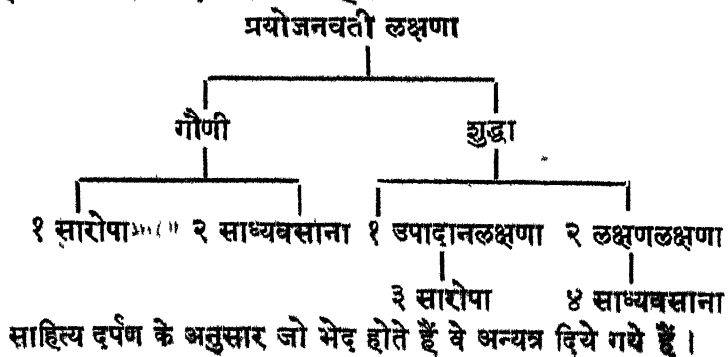 प्रयोजनवती लक्षणा
गौणी शुद्धा
१ सारोपा २ साध्यवसाना १ उपादानलक्षणा २ लक्षणलक्षणा
३ सारोपा ४ साध्यवसाना
साहित्य दर्पण के अनुसार जो भेद होते हैं वे अन्यत्र दिये गये हैं।